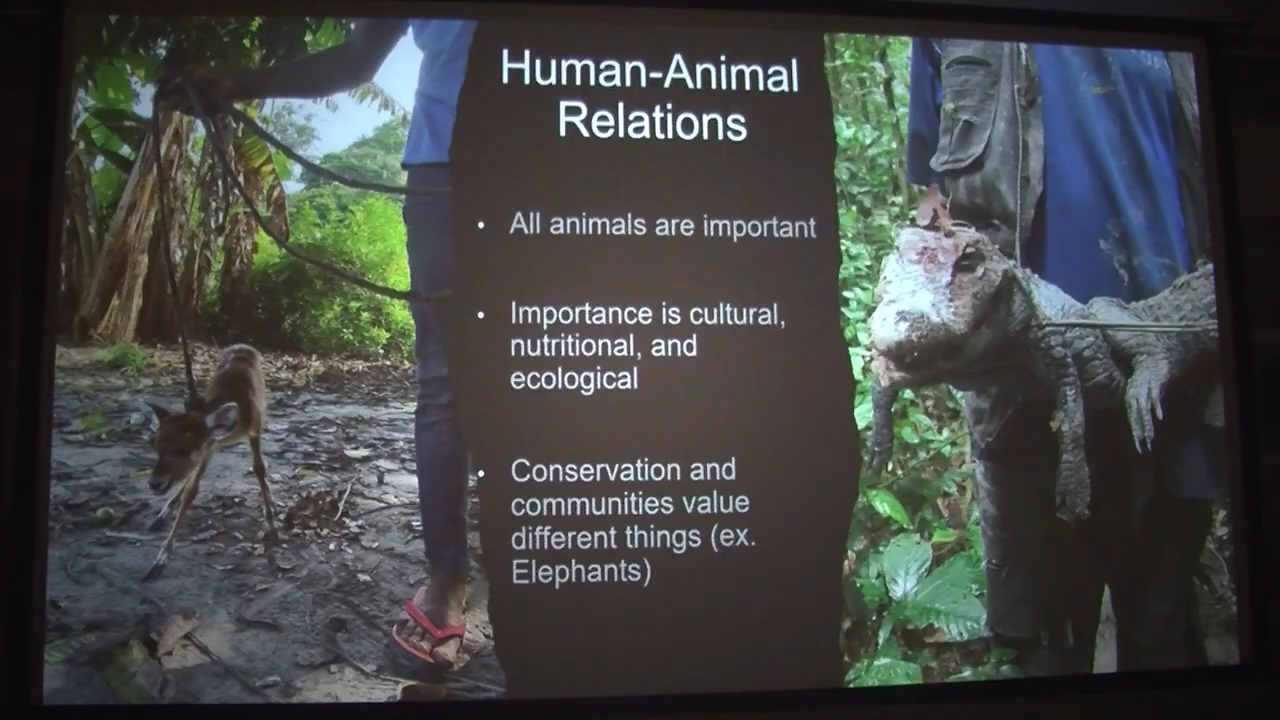 Human-Animal
Relations
• All animals are important
• Importance is cultural,
nutritional, and
ecological
• Conservation and
communities value
different things (ex.
Elephants)